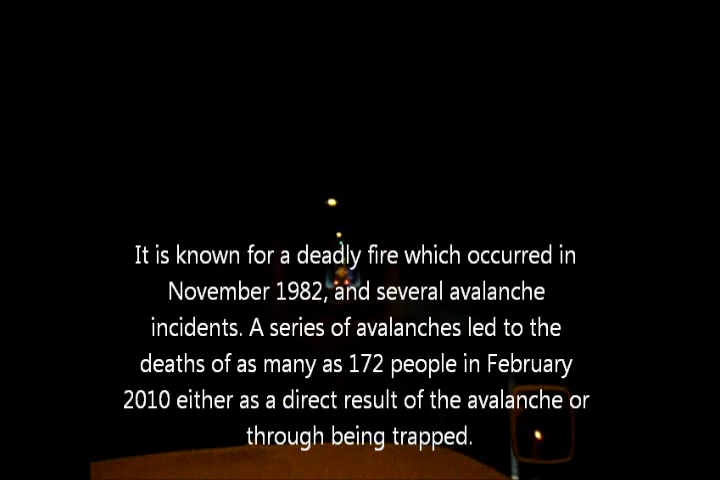 It is known for a deadly fire which occurred in
November 1982, and several avalanche
incidents. A series of avalanches led to the
deaths of as many as 172 people in February
2010 either as a direct result of the avalanche or
through being trapped.